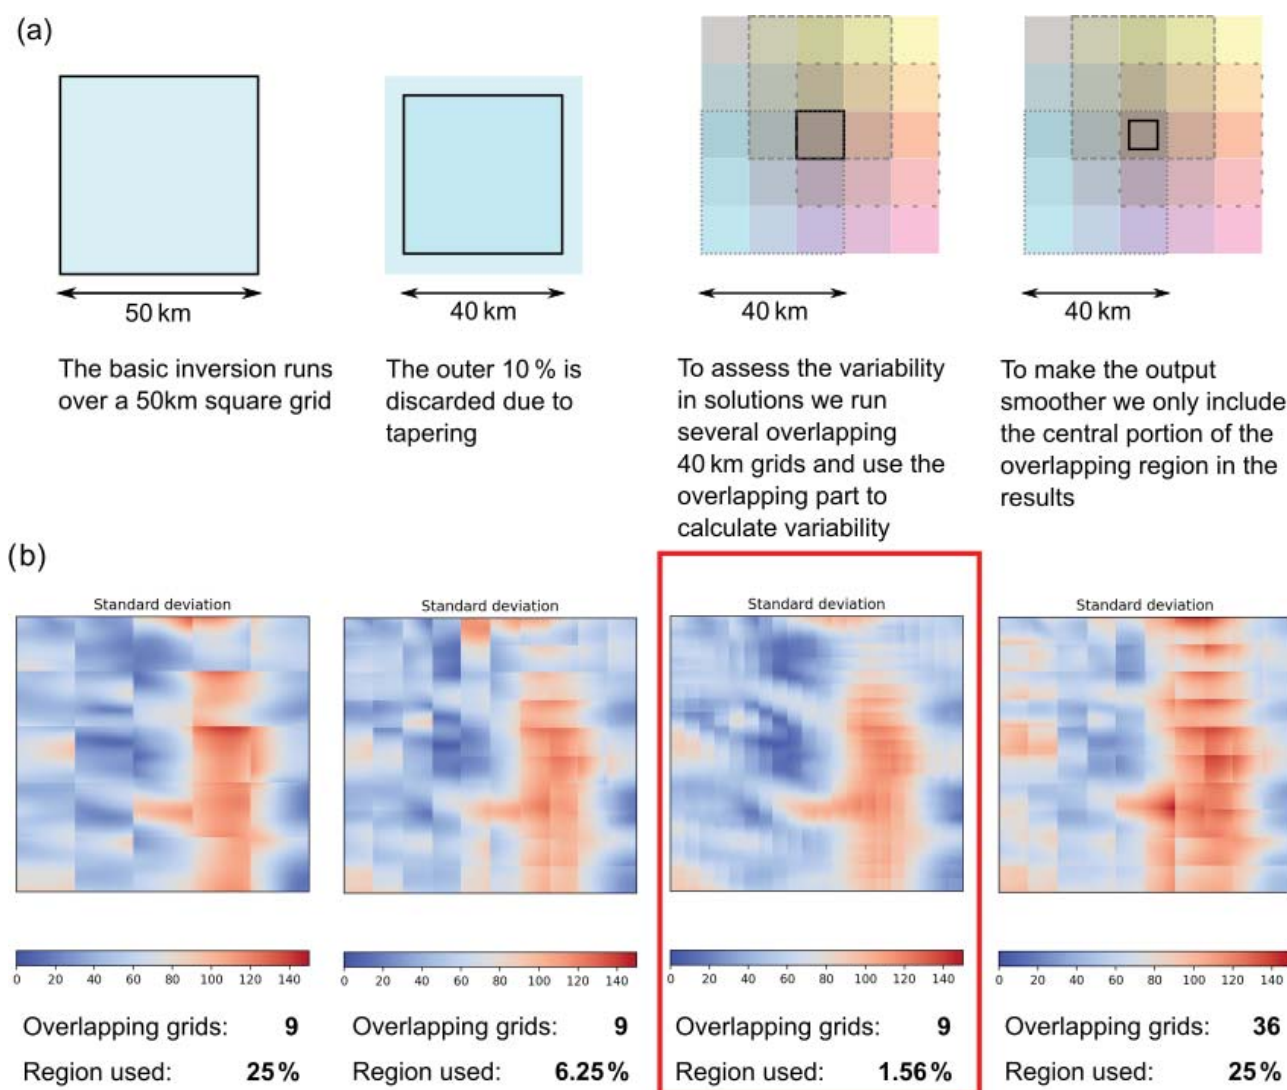 (a)
50 km
40 km
40 km
40 km
The basic inversion runs
over a 50km square grid
The outer 10 % is
discarded due to
tapering
To assess the variability
in solutions we run
several overlapping
40 km grids and use the
overlapping part to
calculate variability
To make the output
smoother we only include
the central portion of the
overlapping region in the
results
(b)
Standard deviation
0 20 40 60 80 100 120 140
Overlapping grids: 9
Region used: 25 %
Standard deviation
0 20 40 60 80 100 120 140
Overlapping grids: 9
Region used: 6.25 %
Standard deviation
0 20 40 60 80 100 120 140
Overlapping grids: 9
Region used: 1.56 %
Standard deviation
0 20 40 60 80 100 120 140
Overlapping grids: 36
Region used: 25 %